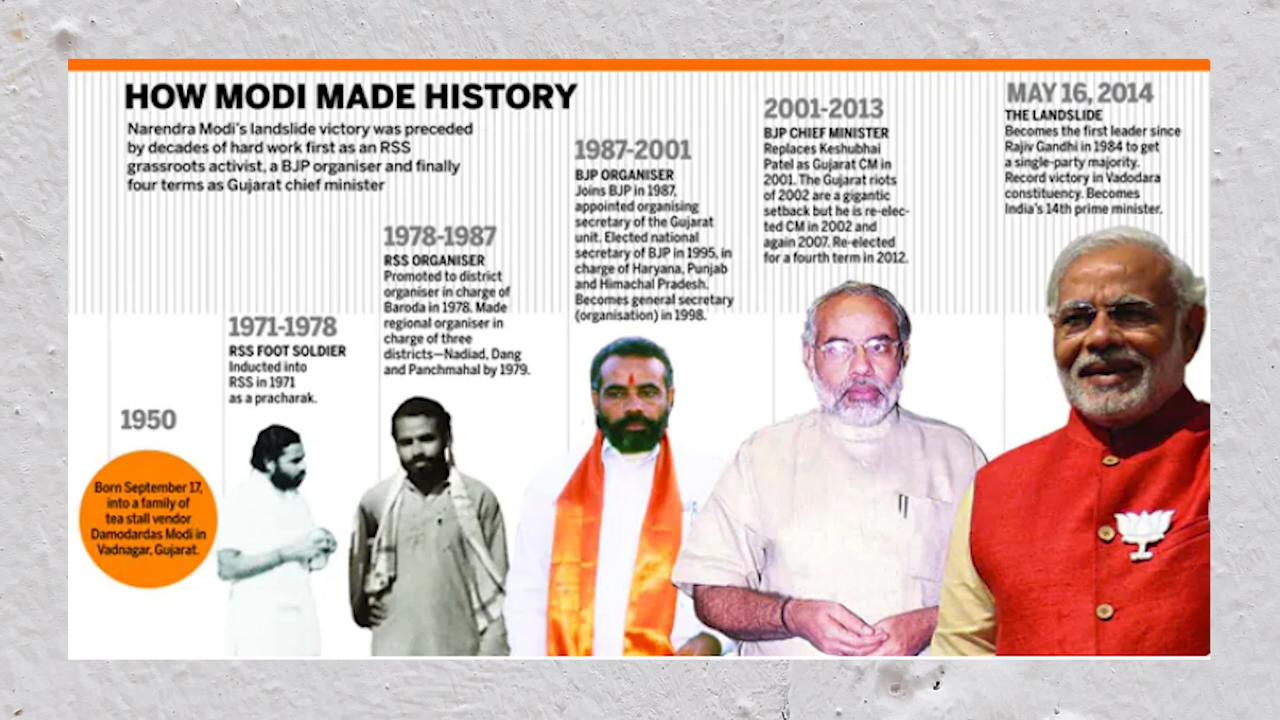 HOW MODI MADE HISTORY
Narendra Modi's landslide victory was preceded
by decades of hard work first as an RSS
grassroots activist, a BJP organiser and finally
four terms as Gujarat chief minister
1950
Born September 17,
into a family of
tea stall vendor
Damodardas Modi in
Vadnagar, Gujarat.
1971-1978
RSS FOOT SOLDIER
Inducted into
RSS in 1971
as a pracharak.
1978-1987
RSS ORGANISER
Promoted to district
organiser in charge of
Baroda in 1978. Made
regional organiser in
charge of three
districts—Nadiad, Dang
and Panchmahal by 1979.
1987-2001
BJP ORGANISER
Joins BJP in 1987,
appointed organising
secretary of the Gujarat
unit. Elected national
secretary of BJP in 1995, in
charge of Haryana, Punjab
and Himachal Pradesh.
Becomes general secretary
(organisation) in 1998.
2001-2013
BJP CHIEF MINISTER
Replaces Keshubhai
Patel as Gujarat CM in
2001. The Gujarat riots
of 2002 are a gigantic
setback but he is re-elec-
ted CM in 2002 and
again 2007. Re-elected
for a fourth term in 2012.
MAY 16, 2014
THE LANDSLIDE
Becomes the first leader since
Rajiv Gandhi in 1984 to get
a single-party majority.
Record victory in Vadodara
constituency. Becomes
India's 14th prime minister.